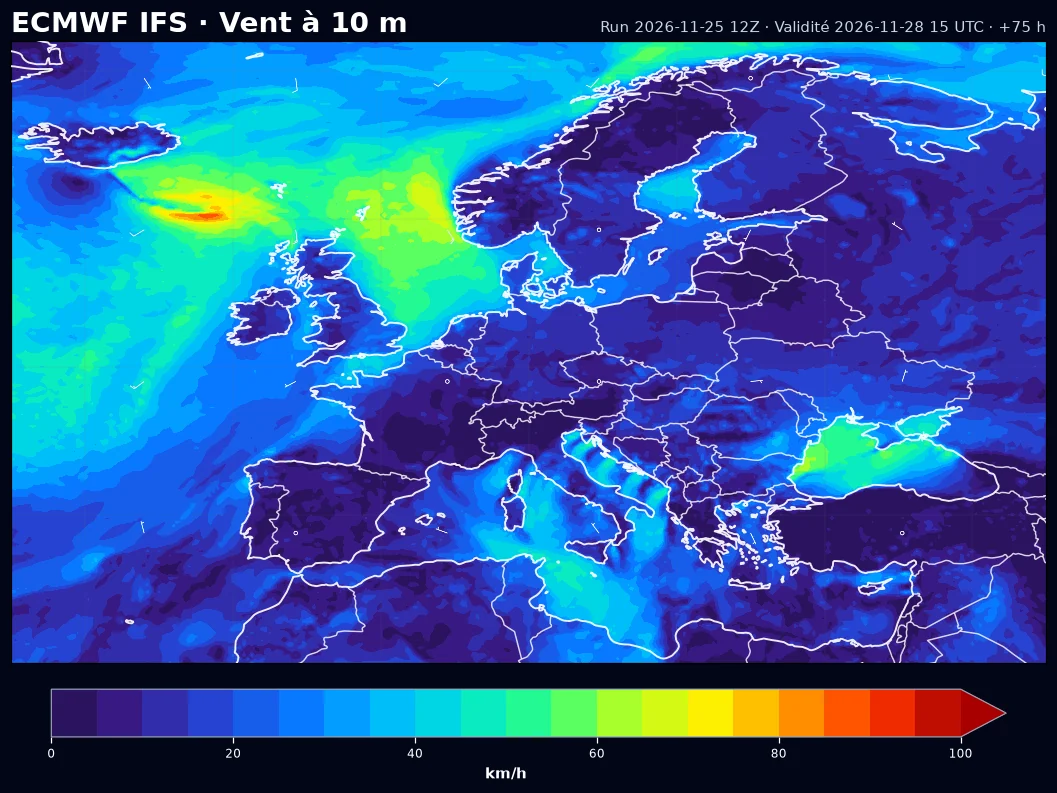 ECMWF IFS · Vent à 10 m
Run 2026-11-25 12Z · Validité 2026-11-28 15 UTC · +75 h
0 20 40 60 80 100
km/h